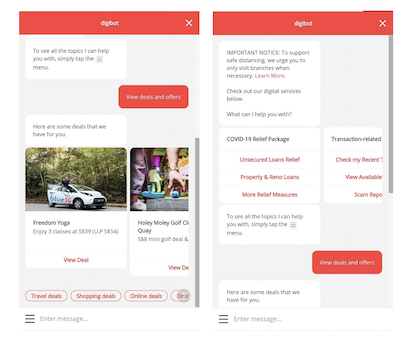 digibot
To see all the topics I can help
you with, simply tap the
menu.
View deals and offers
Here are some deals that we
have for you.
blueSG
Freedom Yoga
Enjoy 3 classes at S$39 (U.P S$54)
View Deal
Holey Moley Golf Cl
Quay
S$8 mini golf deal &
View De
Travel deals
Shopping deals
Online deals
Enter message...
digibot
IMPORTANT NOTICE: To support
safe distancing, we urge you to
only visit branches when
necessary. Learn More.
Check out our digital services
below.
What can I help you with?
COVID-19 Relief Package
Unsecured Loans Relief
Property & Reno Loans
More Relief Measures
Transaction-related
Check my Recent T
View Available
Scam Repo
To see all the topics I can help
you with, simply tap the
menu.
View deals and offers
Here are some deals that we
have for you.
Enter message...